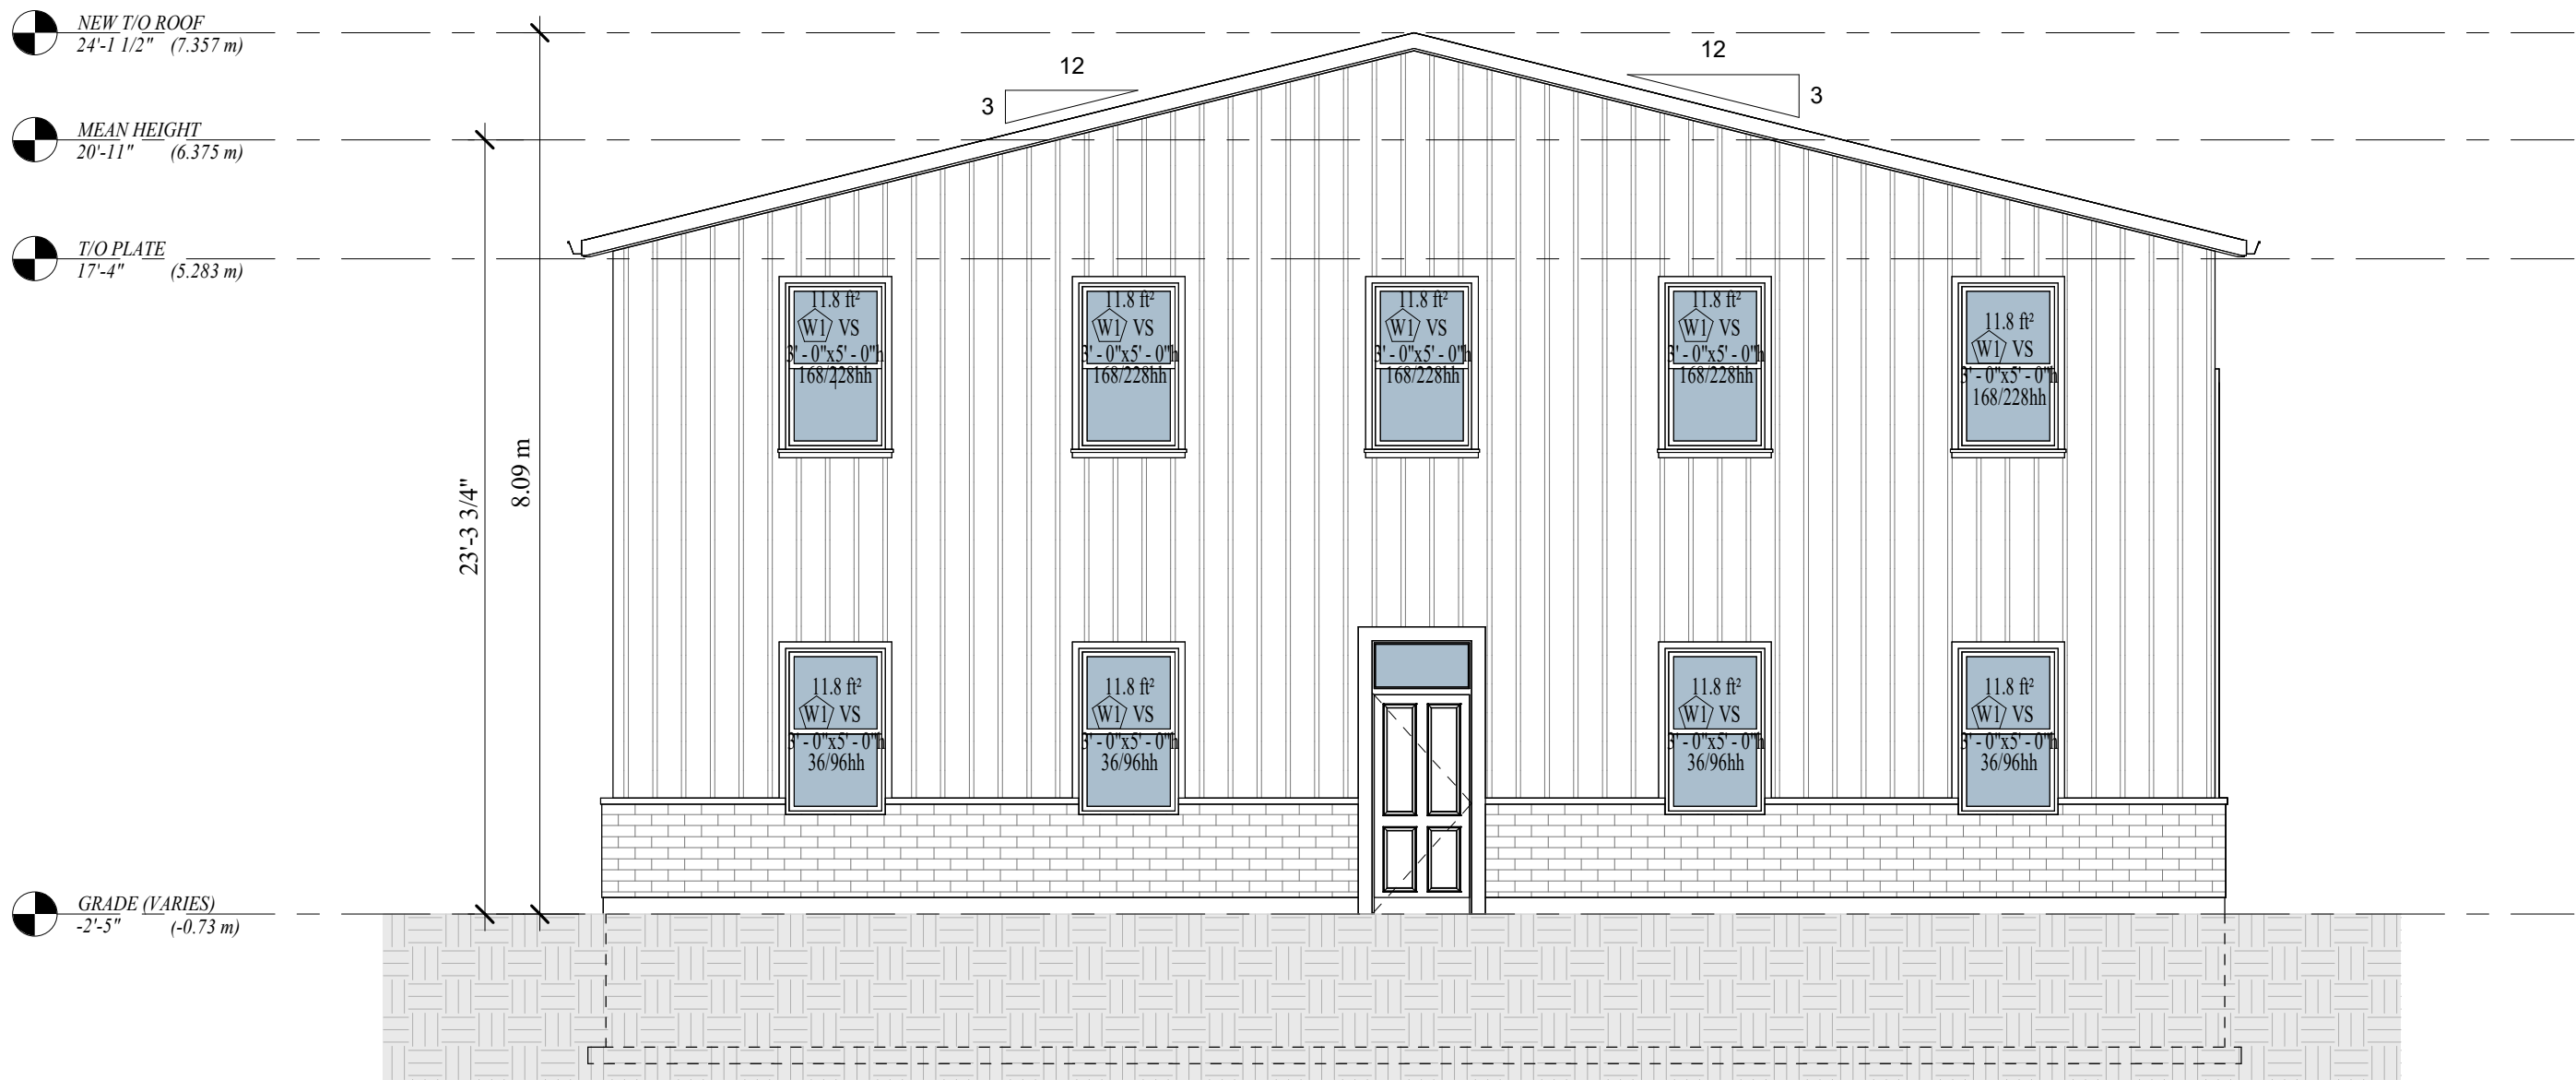 NEW T/O ROOF
24'-1 1/2" (7.357 m)
12
3
12
3
MEAN HEIGHT
20'-11" (6.375 m)
T/O PLATE
17'-4" (5.283 m)
11.8 ft²
W1 VS
3' - 0"x5' - 0"h
168/228hh
11.8 ft²
W1 VS
3' - 0"x5' - 0"h
168/228hh
11.8 ft²
W1 VS
3' - 0"x5' - 0"h
168/228hh
11.8 ft²
W1 VS
3' - 0"x5' - 0"h
168/228hh
11.8 ft²
W1 VS
3' - 0"x5' - 0"h
168/228hh
23'-3 3/4"
8.09 m
11.8 ft²
W1 VS
3' - 0"x5' - 0"h
36/96hh
11.8 ft²
W1 VS
3' - 0"x5' - 0"h
36/96hh
11.8 ft²
W1 VS
3' - 0"x5' - 0"h
36/96hh
11.8 ft²
W1 VS
3' - 0"x5' - 0"h
36/96hh
GRADE (VARIES)
-2'-5" (-0.73 m)